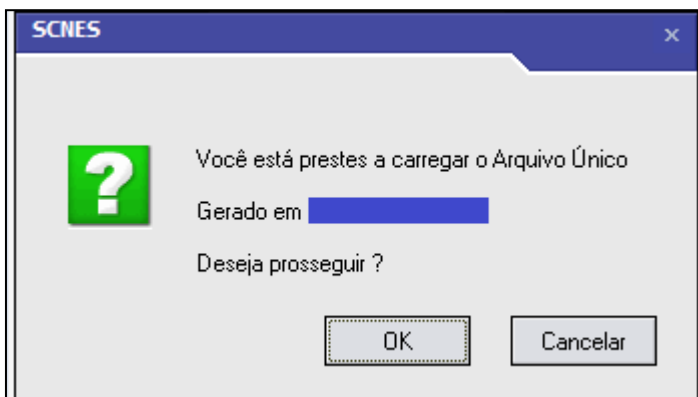 SCNES
Você está prestes a carregar o Arquivo Único
Gerado em
Deseja prosseguir ?
OK
Cancelar